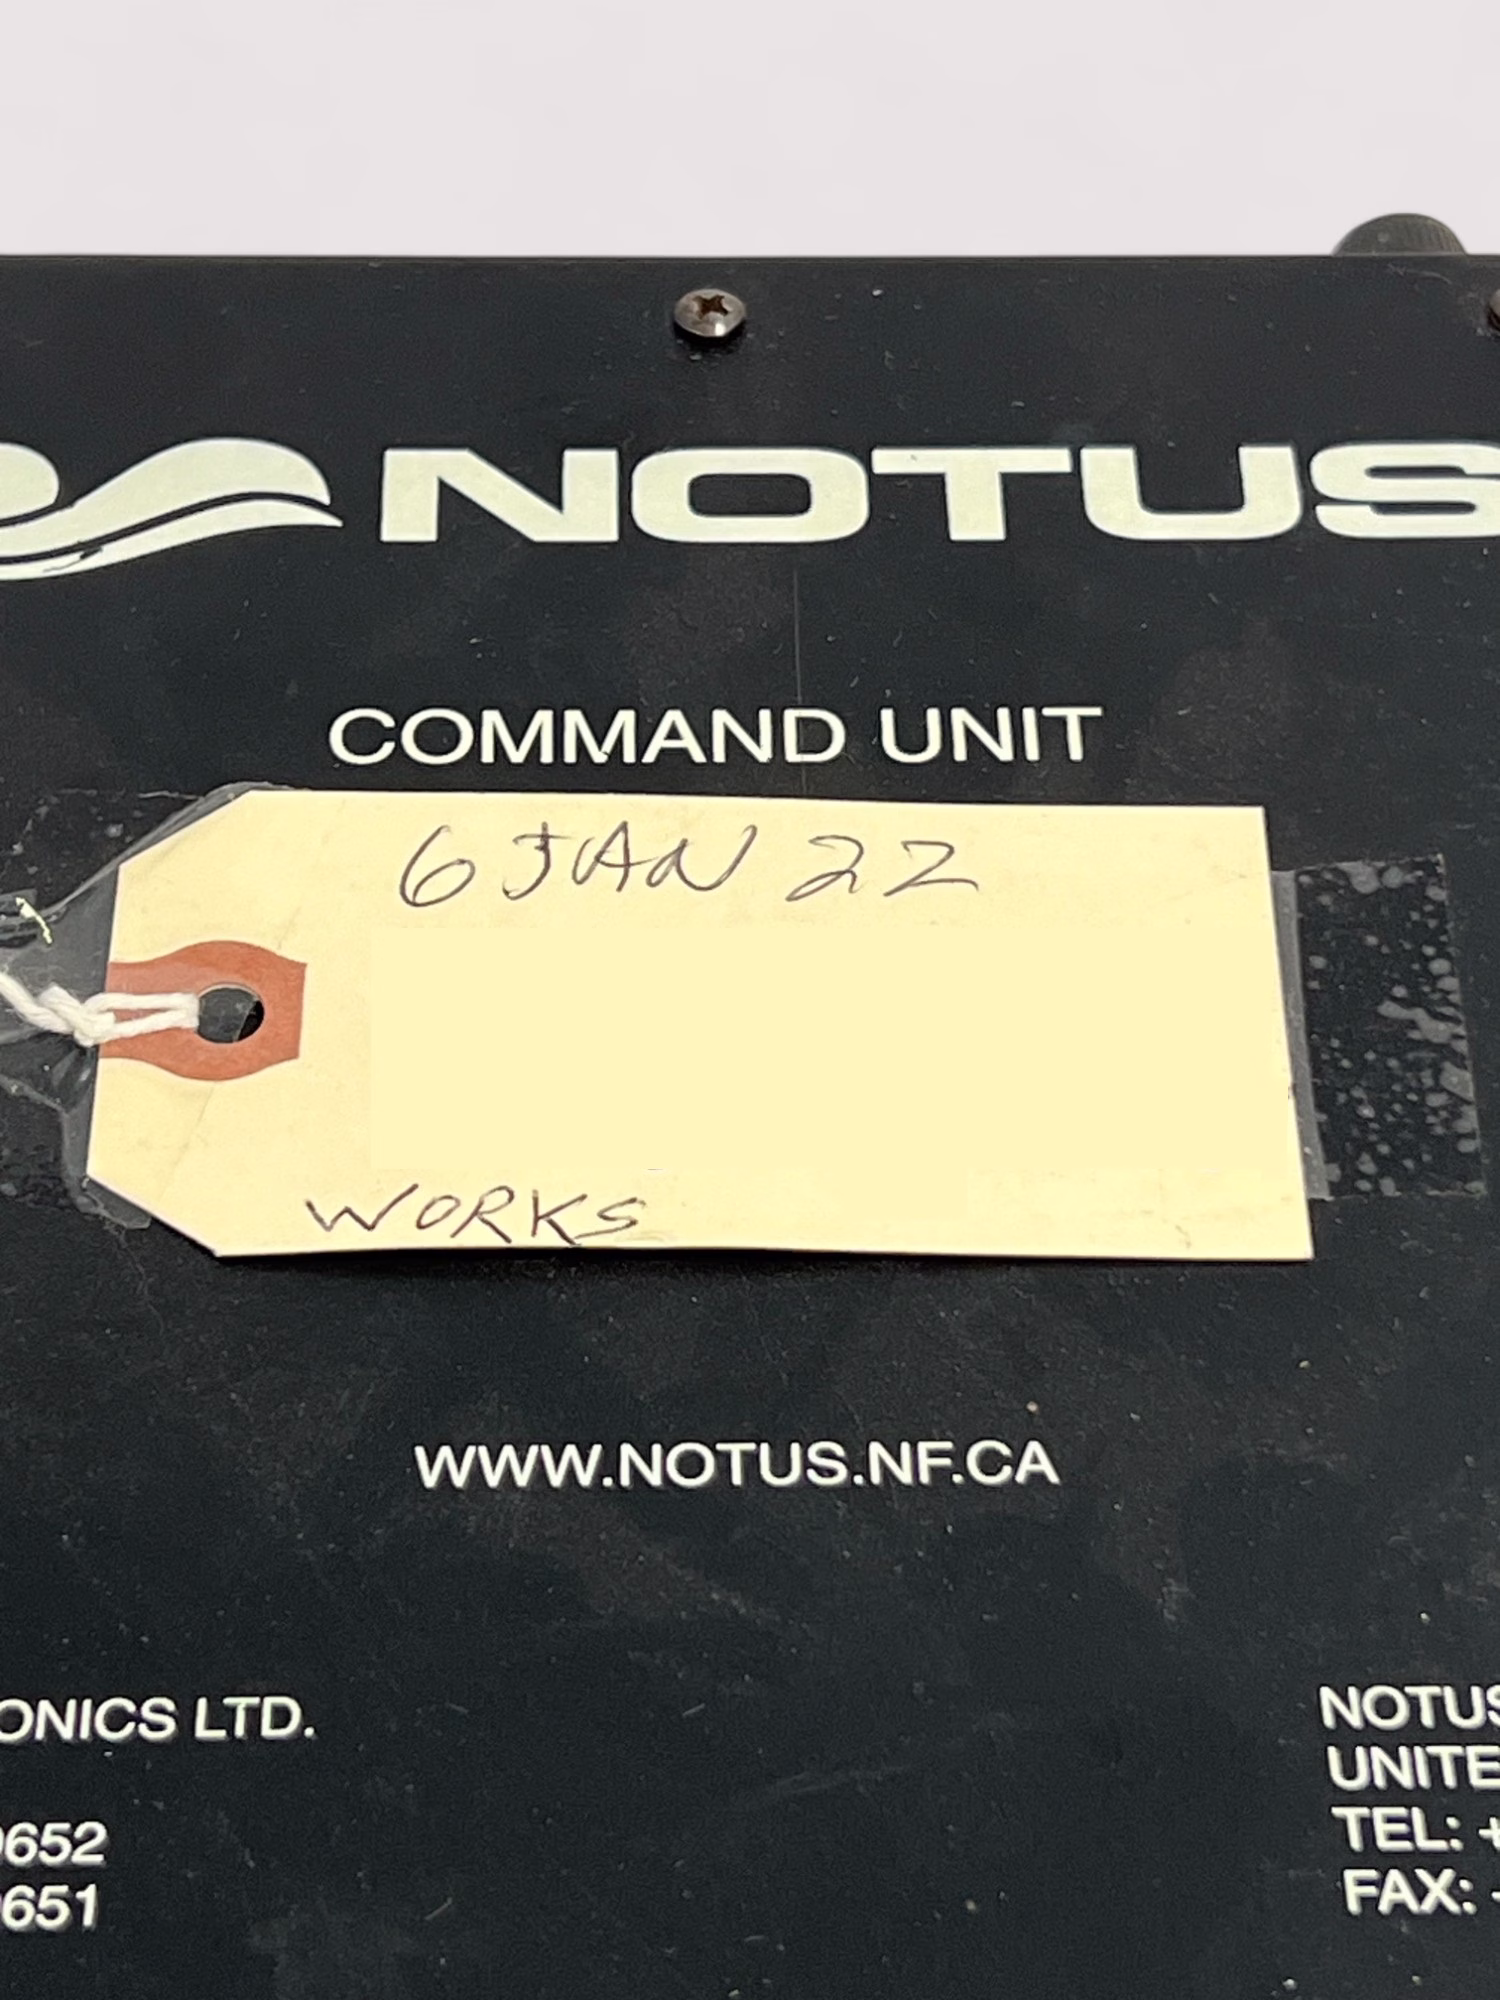 NOTUS
COMMAND UNIT
6 JAN 22
WORKS
WWW.NOTUS.NF.CA
ONICS LTD.
0652
0651
NOTUS
UNITE
TEL: +
FAX: